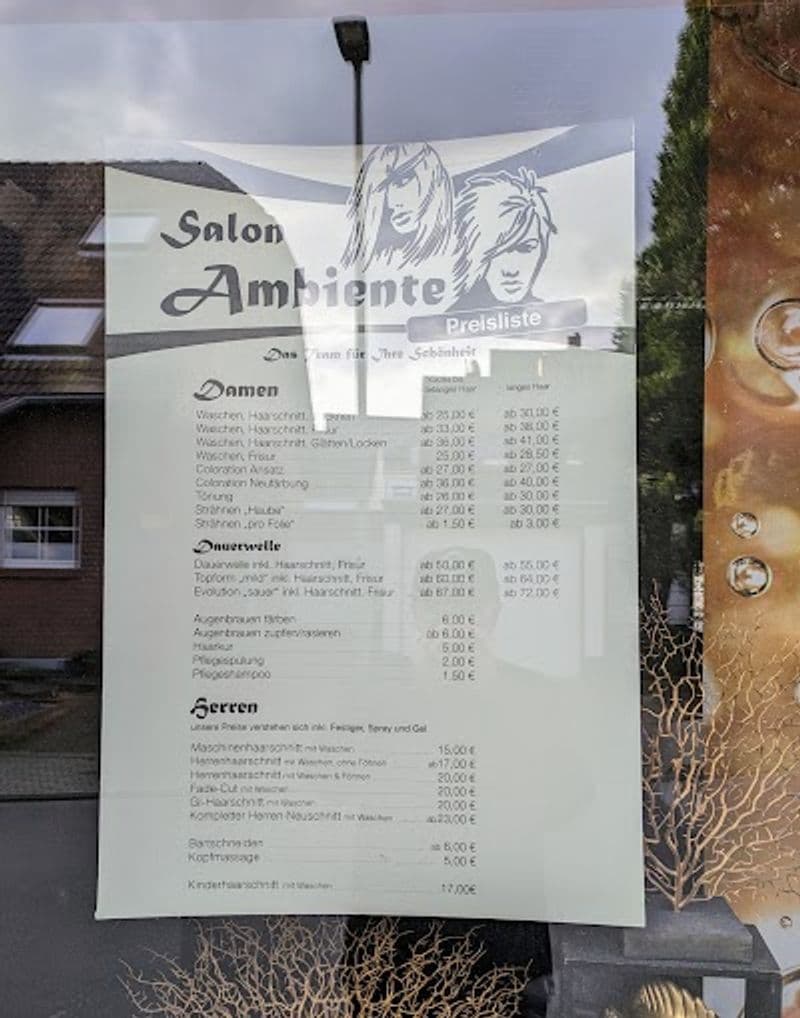 Salon
Ambiente
Preisliste
Das Team für Ihre Schönheit
Damen langes Haar
Waschen, Haarschnitt, ab 25,00 € ab 30,00 €
Waschen, Haarschnitt, Frisur ab 33,00 € ab 38,00 €
Waschen, Haarschnitt, Glätten/Locken ab 36,00 € ab 41,00 €
Waschen, Frisur 25,00 € ab 28,50 €
Coloration Ansatz ab 27,00 € ab 27,00 €
Coloration Neufärbung ab 36,00 € ab 40,00 €
Tönung ab 26,00 € ab 30,00 €
Strähnen „Haube“ ab 27,00 € ab 30,00 €
Strähnen „pro Folie“ ab 1,50 € ab 3,00 €
Dauerwelle
Dauerwelle inkl. Haarschnitt, Frisur ab 50,00 € ab 55,00 €
Topform „mild“ inkl. Haarschnitt, Frisur ab 60,00 € ab 64,00 €
Evolution „sauer“ inkl. Haarschnitt, Frisur ab 67,00 € ab 72,00 €
Augenbrauen färben 6,00 €
Augenbrauen zupfen/rasieren ab 6,00 €
Haarkur 5,00 €
Pflegespülung 2,00 €
Pflegeshampoo 1,50 €
Herren
unsere Preise verstehen sich inkl. Festiger, Spray und Gel
Maschinenhaarschnitt mit Waschen 15,00 €
Herrenhaarschnitt mit Waschen, ohne Föhnen ab 17,00 €
Herrenhaarschnitt mit Waschen & Föhnen 20,00 €
Fade-Cut mit Waschen 20,00 €
Gi-Haarschnitt mit Waschen 20,00 €
Kompletter Herren-Neuschnitt mit Waschen ab 23,00 €
Bartschneiden ab 6,00 €
Kopfmassage 5,00 €
Kinderhaarschnitt mit Waschen 17,00€